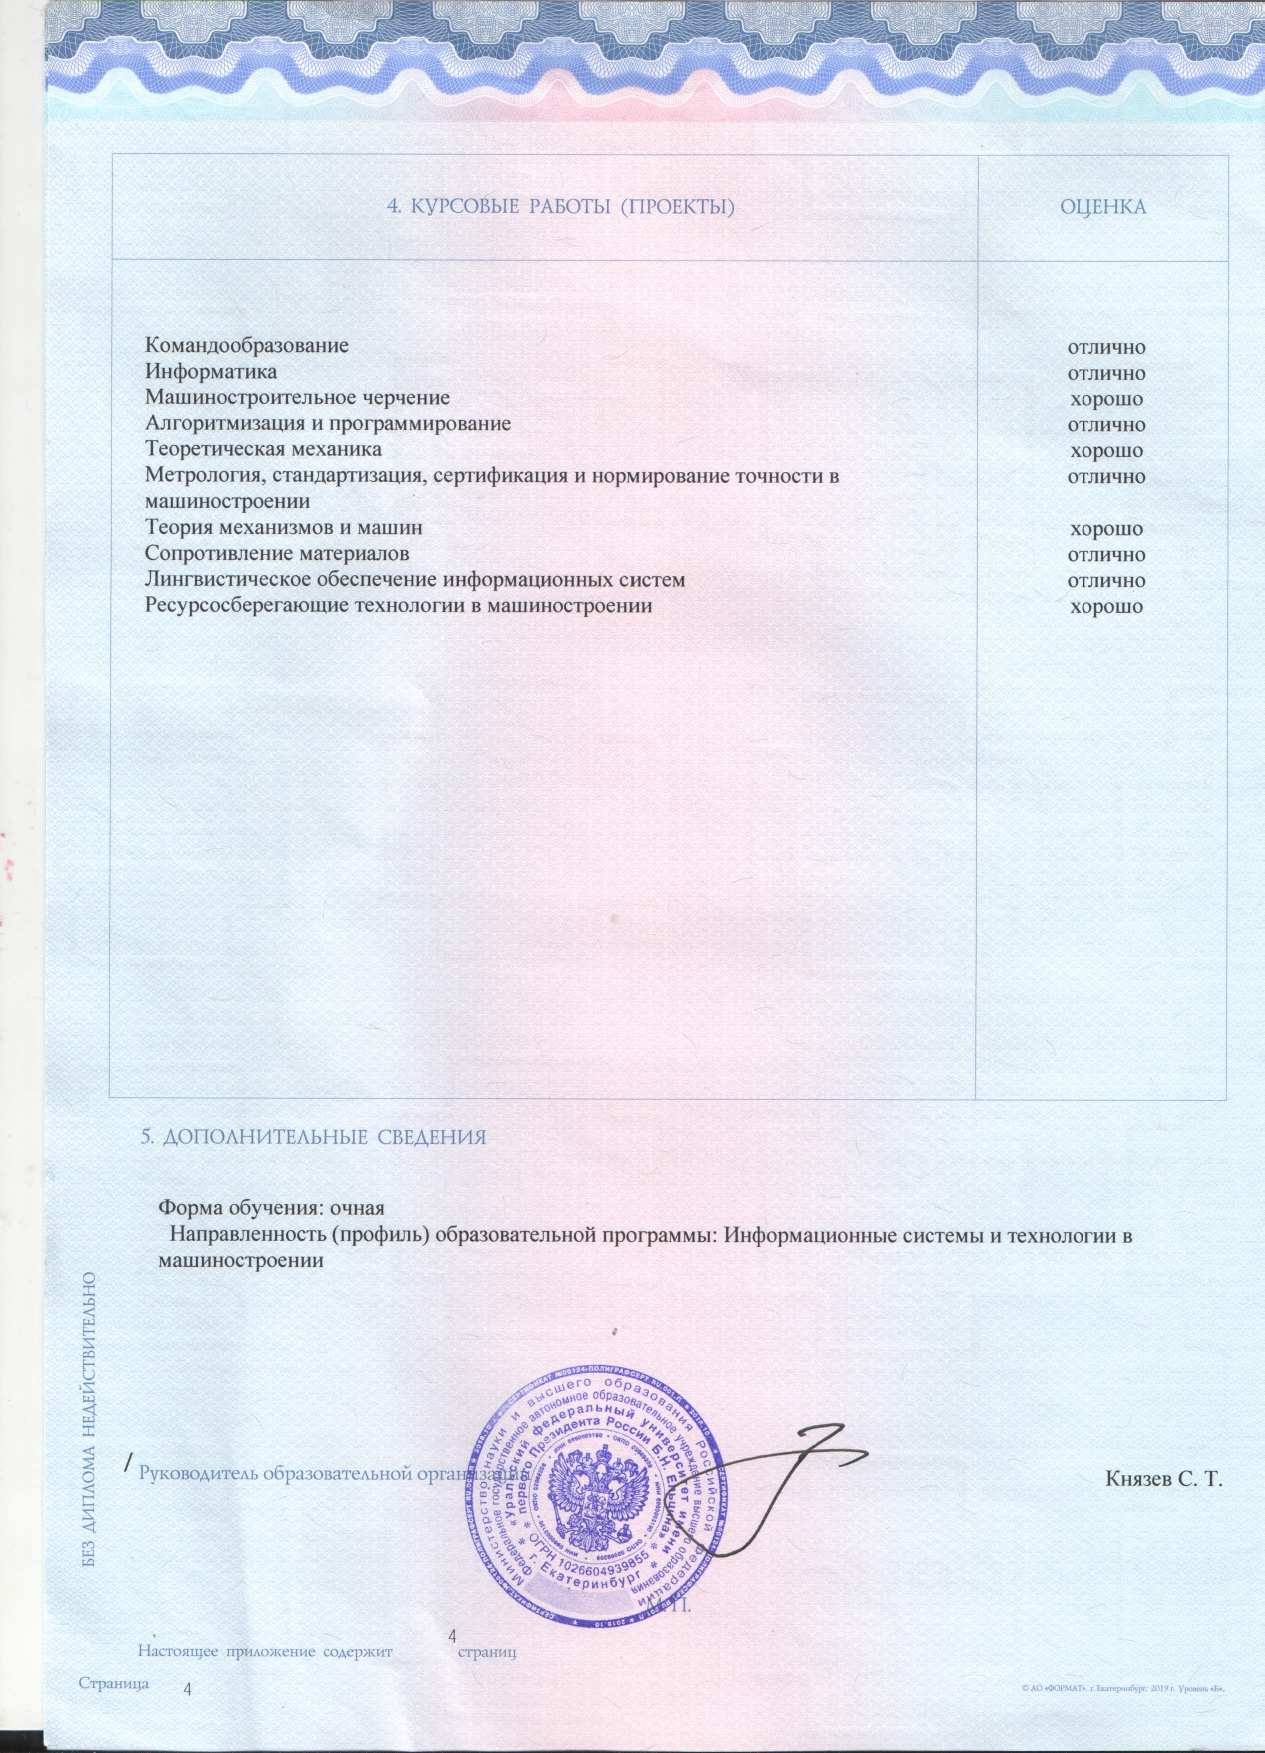 4. КУРСОВЫЕ РАБОТЫ (ПРОЕКТЫ)
ОЦЕНКА
Командообразование отлично
Информатика отлично
Машиностроительное черчение хорошо
Алгоритмизация и программирование отлично
Теоретическая механика хорошо
Метрология, стандартизация, сертификация и нормирование точности в отлично
машиностроении
Теория механизмов и машин хорошо
Сопротивление материалов отлично
Лингвистическое обеспечение информационных систем отлично
Ресурсосберегающие технологии в машиностроении хорошо
5. ДОПОЛНИТЕЛЬНЫЕ СВЕДЕНИЯ
Форма обучения: очная
Направленность (профиль) образовательной программы: Информационные системы и технологии в
машиностроении
БЕЗ ДИПЛОМА НЕДЕЙСТВИТЕЛЬНО
/ Руководитель образовательной организации
Князев С. Т.
Министерство науки и высшего образования Российской Федерации
Федеральное государственное автономное образовательное учреждение высшего образования
«Уральский федеральный университет имени
первого Президента России Б.Н. Ельцина»
ОГРН 1026604939855
г. Екатеринбург
М. П.
Настоящее приложение содержит 4 страниц
Страница 4
© АО «ФОРМАТ». г. Екатеринбург. 2019 г. Уровень «Б».